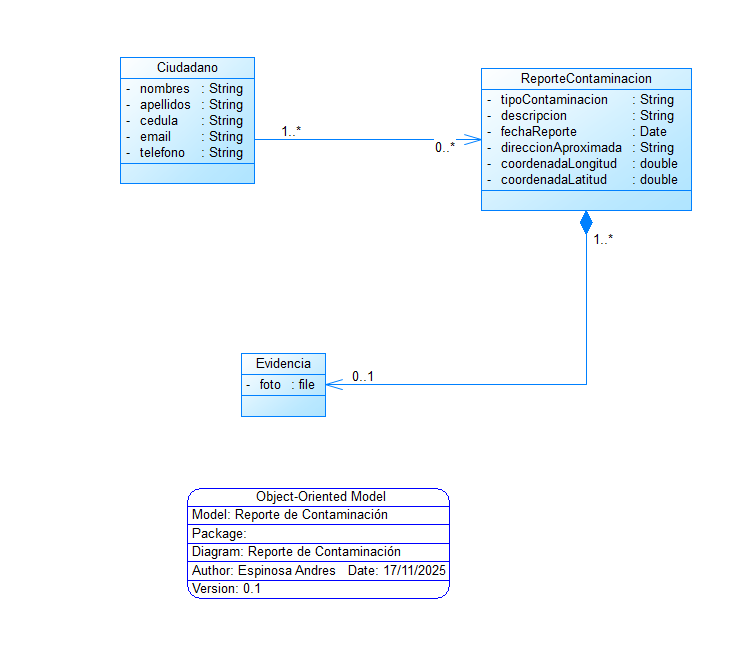 Ciudadano
- nombres : String
- apellidos : String
- cedula : String
- email : String
- telefono : String
1..*
0..*
ReporteContaminacion
- tipoContaminacion : String
- descripcion : String
- fechaReporte : Date
- direccionAproximada : String
- coordenadaLongitud : double
- coordenadaLatitud : double
1..*
0..1
Evidencia
- foto : file
Object-Oriented Model
Model: Reporte de Contaminación
Package:
Diagram: Reporte de Contaminación
Author: Espinosa Andres Date: 17/11/2025
Version: 0.1